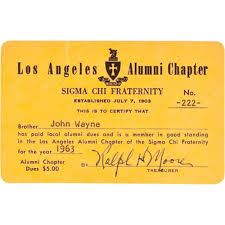 Los Angeles Alumni Chapter
SIGMA CHI FRATERNITY
No.
ESTABLISHED JULY 7, 1903
-222-
THIS IS TO CERTIFY THAT
Brother John Wayne
has paid local alumni dues and is a member in good standing
in the Los Angeles Alumni Chapter of the Sigma Chi Fraternity
for the year 1963
Alumni Chapter
Dues $5.00
Ralph H. Moore
TREASURER